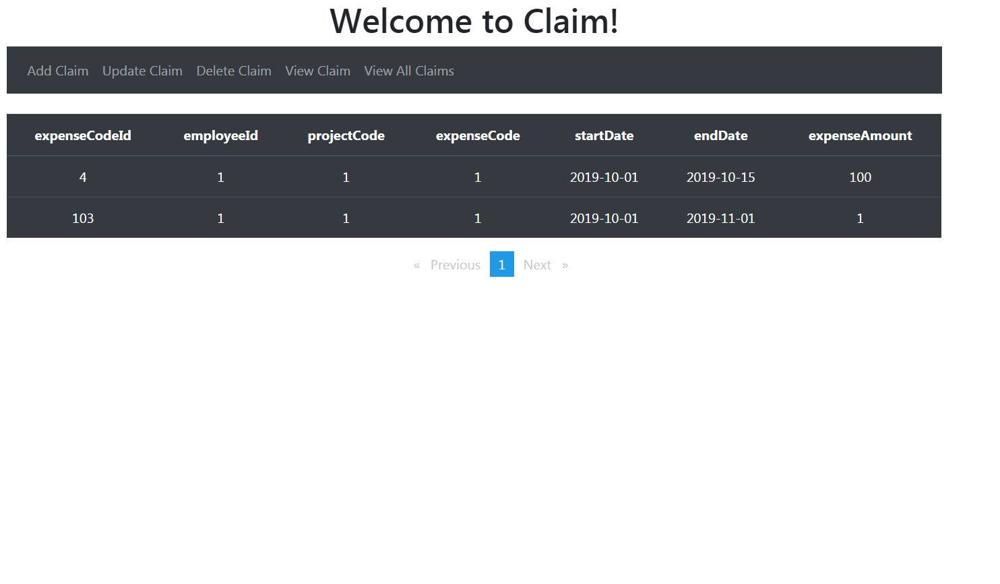 Welcome to Claim!
Add Claim Update Claim Delete Claim View Claim View All Claims
expenseCodeId employeeId projectCode expenseCode startDate endDate expenseAmount
4 1 1 1 2019-10-01 2019-10-15 100
103 1 1 1 2019-10-01 2019-11-01 1
« Previous 1 Next »